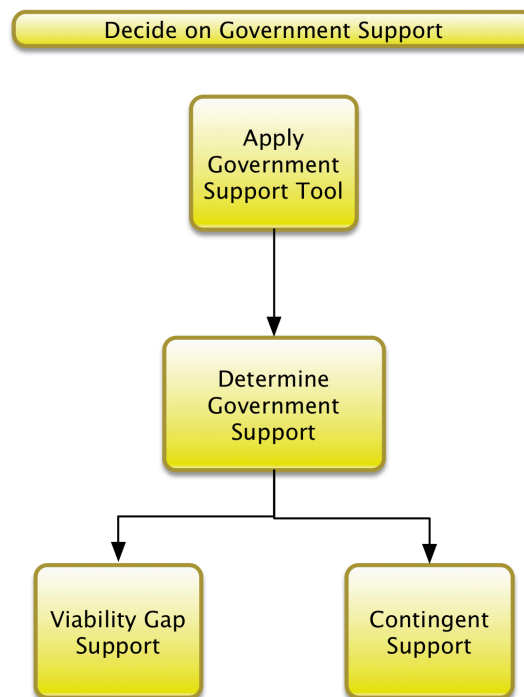 Decide on Government Support
Apply
Government
Support Tool
Determine
Government
Support
Viability Gap
Support
Contingent
Support